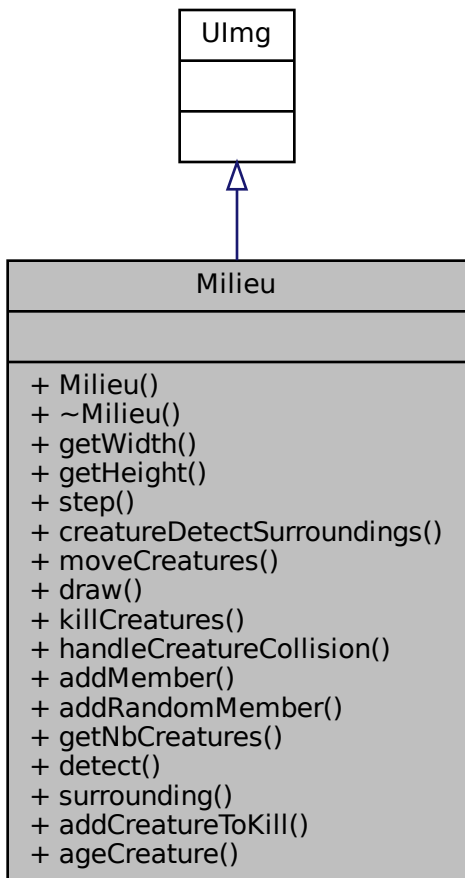 UImg
Milieu
+ Milieu()
+ ~Milieu()
+ getWidth()
+ getHeight()
+ step()
+ creatureDetectSurroundings()
+ moveCreatures()
+ draw()
+ killCreatures()
+ handleCreatureCollision()
+ addMember()
+ addRandomMember()
+ getNbCreatures()
+ detect()
+ surrounding()
+ addCreatureToKill()
+ ageCreature()